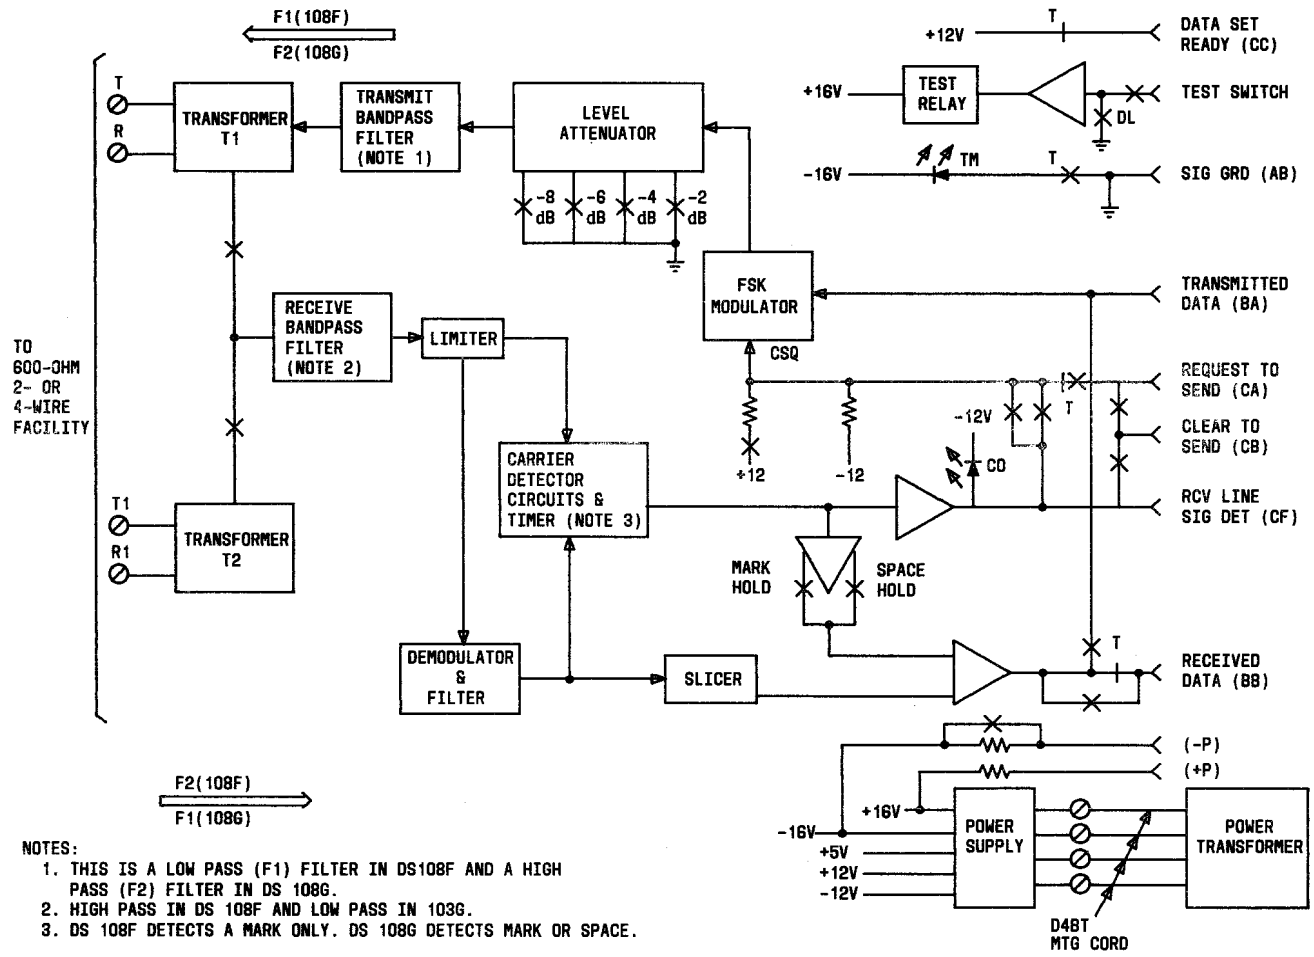 F1(108F)
F2(108G)
T
R
TRANSFORMER
T1
TRANSMIT
BANDPASS
FILTER
(NOTE 1)
LEVEL
ATTENUATOR
-8
dB
-6
dB
-4
dB
-2
dB
+12V
T
DATA SET
READY (CC)
+16V
TEST
RELAY
DL
TEST SWITCH
-16V
TM
T
SIG GRD (AB)
FSK
MODULATOR
CSQ
TRANSMITTED
DATA (BA)
RECEIVE
BANDPASS
FILTER
(NOTE 2)
LIMITER
TO
600-OHM
2- OR
4-WIRE
FACILITY
REQUEST TO
SEND (CA)
T
+12
-12
-12V
CO
CLEAR TO
SEND (CB)
CARRIER
DETECTOR
CIRCUITS &
TIMER (NOTE 3)
RCV LINE
SIG DET (CF)
T1
R1
TRANSFORMER
T2
MARK
HOLD
SPACE
HOLD
DEMODULATOR
&
FILTER
SLICER
T
RECEIVED
DATA (BB)
(-P)
(+P)
F2(108F)
F1(108G)
+16V
-16V
+5V
+12V
-12V
POWER
SUPPLY
POWER
TRANSFORMER
D4BT
MTG CORD
NOTES:
1. THIS IS A LOW PASS (F1) FILTER IN DS108F AND A HIGH
PASS (F2) FILTER IN DS 108G.
2. HIGH PASS IN DS 108F AND LOW PASS IN 103G.
3. DS 108F DETECTS A MARK ONLY. DS 108G DETECTS MARK OR SPACE.